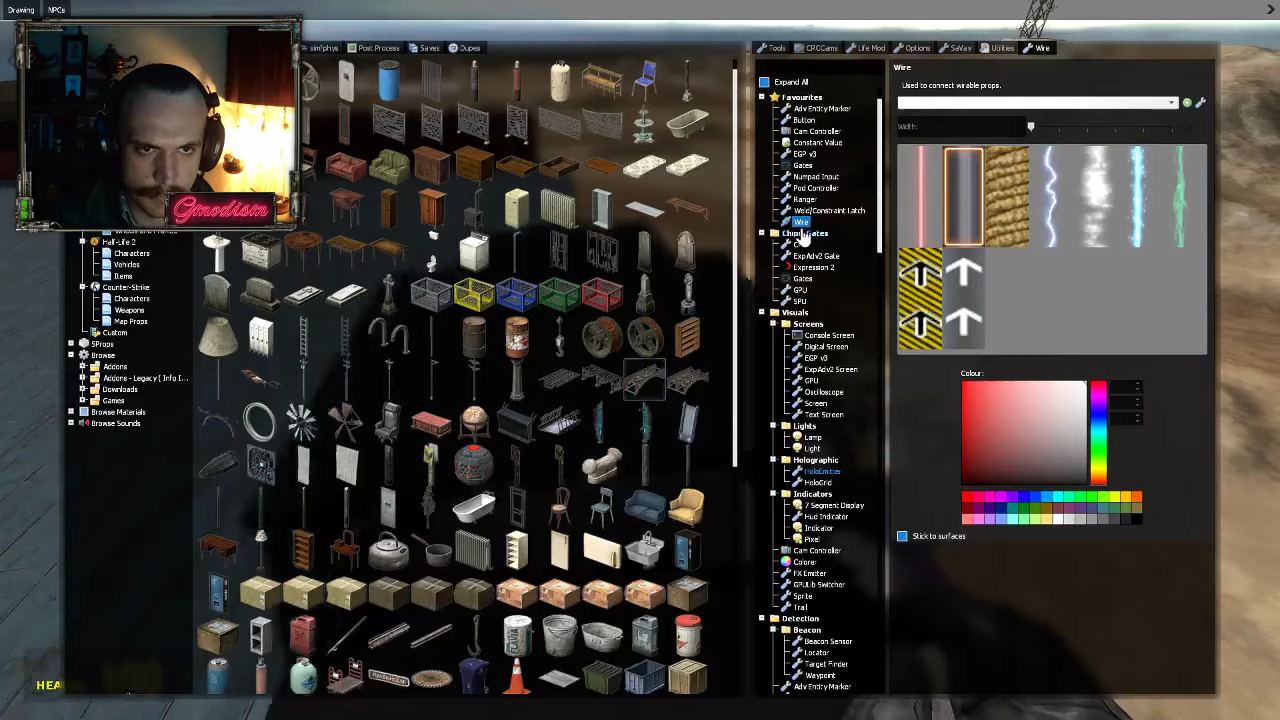 Drawing NPCs
simfphys Post Process Saves Dupes
Tools CRCCams Life Mod Options SaVav Utilities Wire
Gmodism
Half-Life 2
Characters
Vehicles
Items
Counter-Strike
Characters
Weapons
Map Props
Custom
SProps
Browse
Addons
Addons - Legacy ( Info I...
Downloads
Games
Browse Materials
Browse Sounds
HEA
Expand All
Favourites
Adv Entity Marker
Button
Cam Controller
Constant Value
EGP v3
Gates
Numpad Input
Pod Controller
Ranger
Weld/Constraint Latch
Wire
ExpAdv2 Gate
Expression 2
Gates
GPU
SPU
Visuals
Screens
Console Screen
Digital Screen
EGP v3
ExpAdv2 Screen
GPU
Oscilloscope
Screen
Text Screen
Lights
Lamp
Light
Holographic
HoloEmitter
HoloGrid
Indicators
7 Segment Display
Hud Indicator
Indicator
Pixel
Cam Controller
Colorer
FX Emitter
GPULib Switcher
Sprite
Trail
Detection
Beacon
Beacon Sensor
Locator
Target Finder
Waypoint
Adv Entity Marker
Wire
Used to connect wirable props.
Width:
Colour:
Stick to surfaces